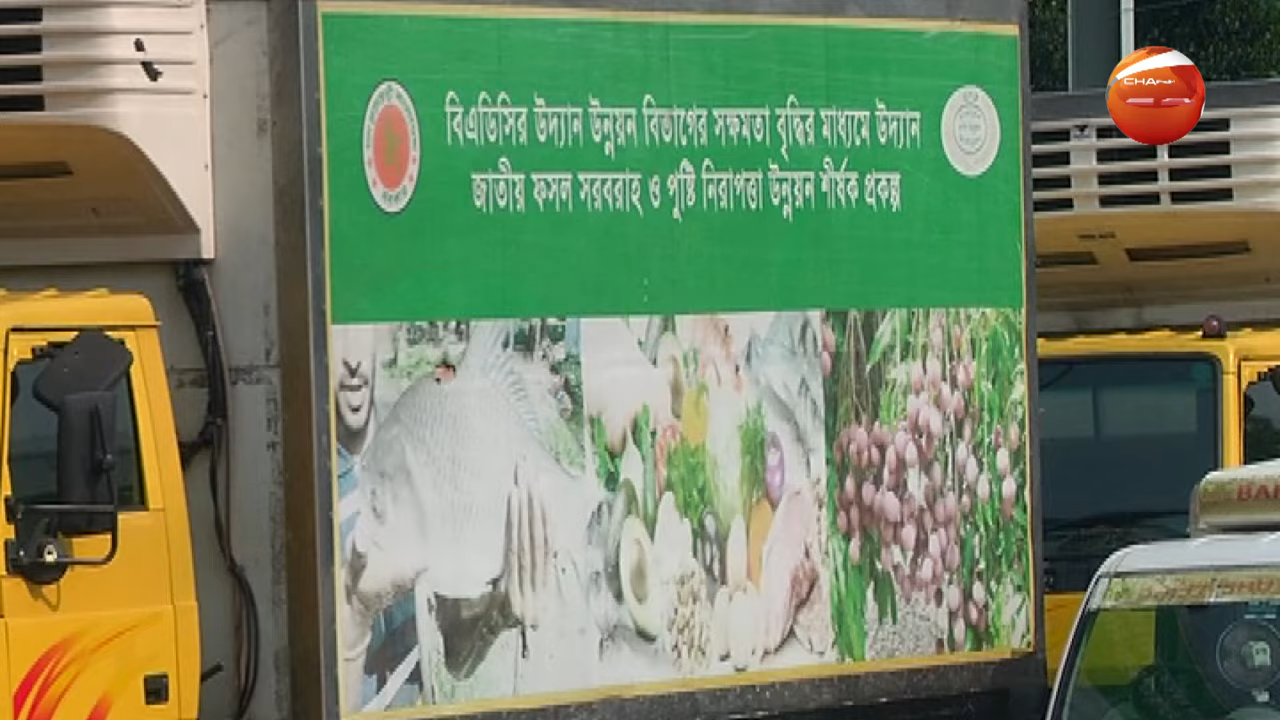 বিএডিসির উদ্যান উন্নয়ন বিভাগের সক্ষমতা বৃদ্ধির মাধ্যমে উদ্যান
জাতীয় ফসল সরবরাহ ও পুষ্টি নিরাপত্তা উন্নয়ন শীর্ষক প্রকল্প